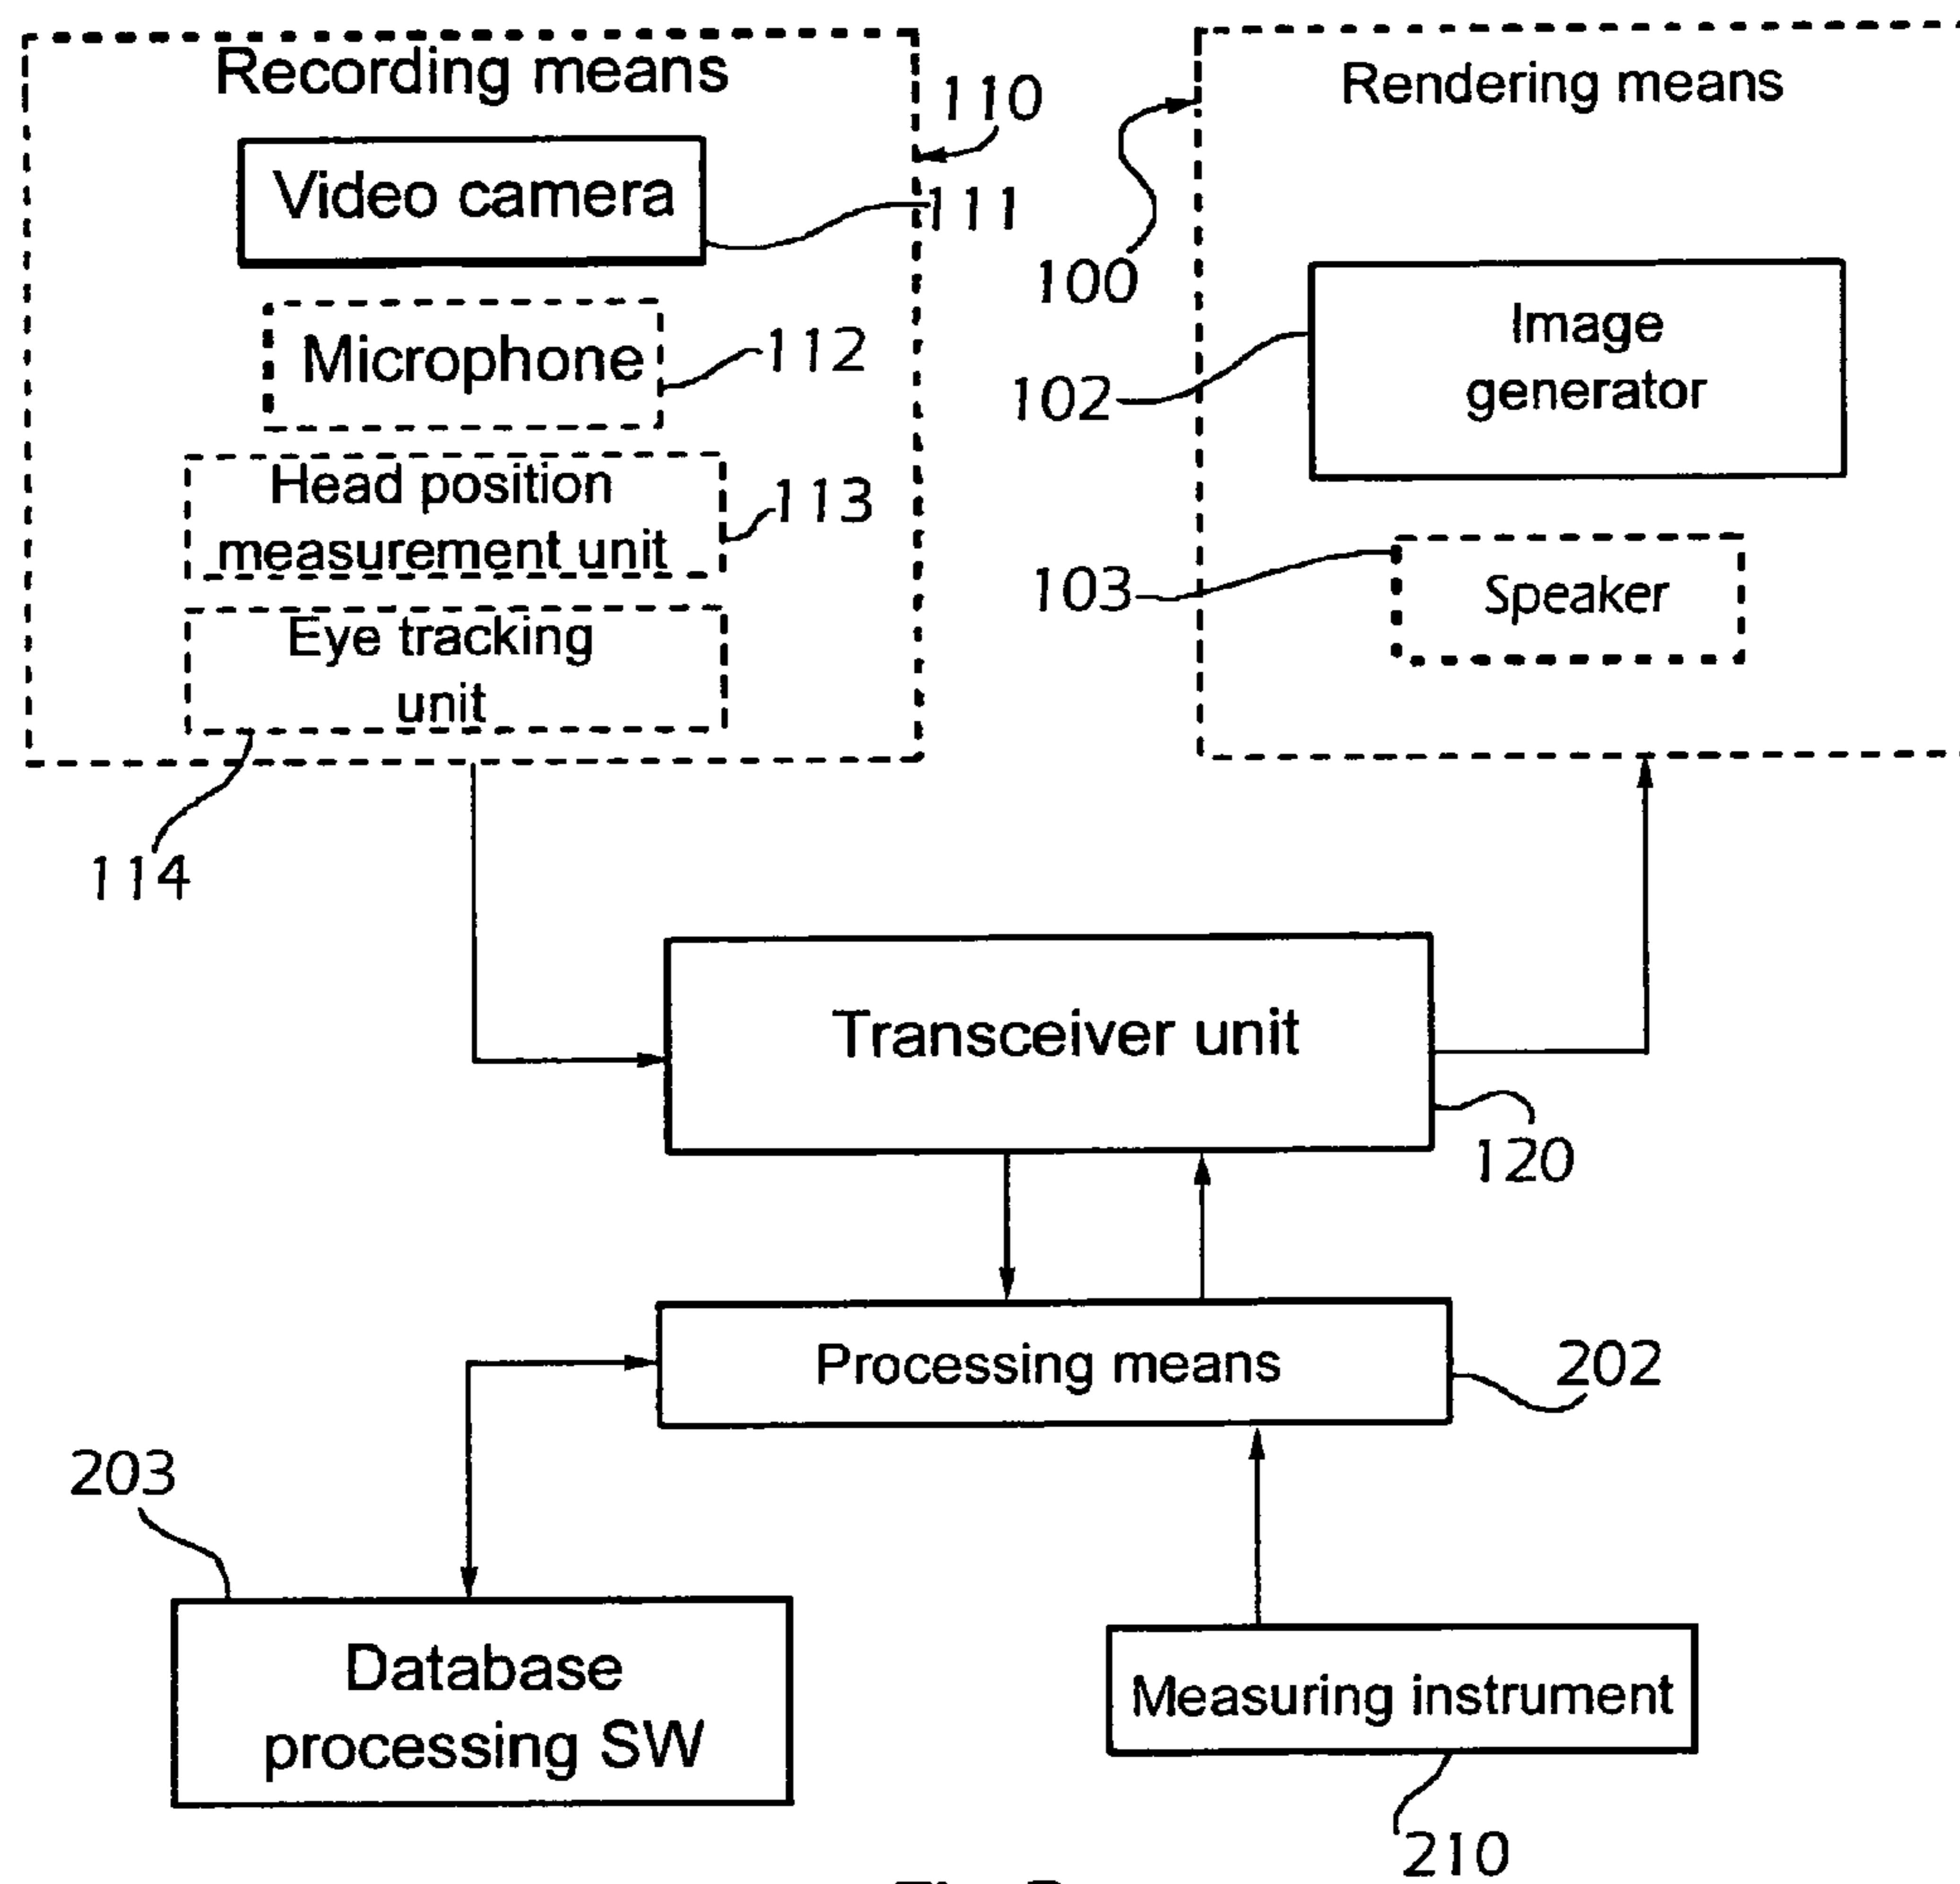 Recording means
110
Video camera
111
Microphone
112
Head position
measurement unit
113
Eye tracking
unit
114
Rendering means
100
Image
generator
102
Speaker
103
Transceiver unit
120
Processing means
202
203
Database
processing SW
Measuring instrument
210